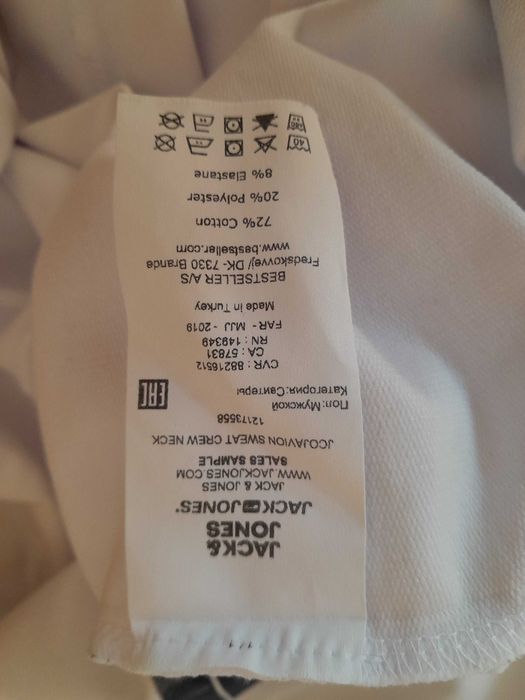 JACK&
JONES
JACK JONES®
JACK & JONES
WWW.JACKJONES.COM
SALES SAMPLE
JCOJAVION SWEAT CREW NECK
12173558
Пол:Мужской
Категория:Свитеры
EAC
CVR : 88216512
CA : 57831
RN : 149349
FAR - MJJ - 2019
Made in Turkey
BESTSELLER A/S
Fredskovvej DK- 7330 Brande
www.bestseller.com
72% Cotton
20% Polyester
8% Elastane
40